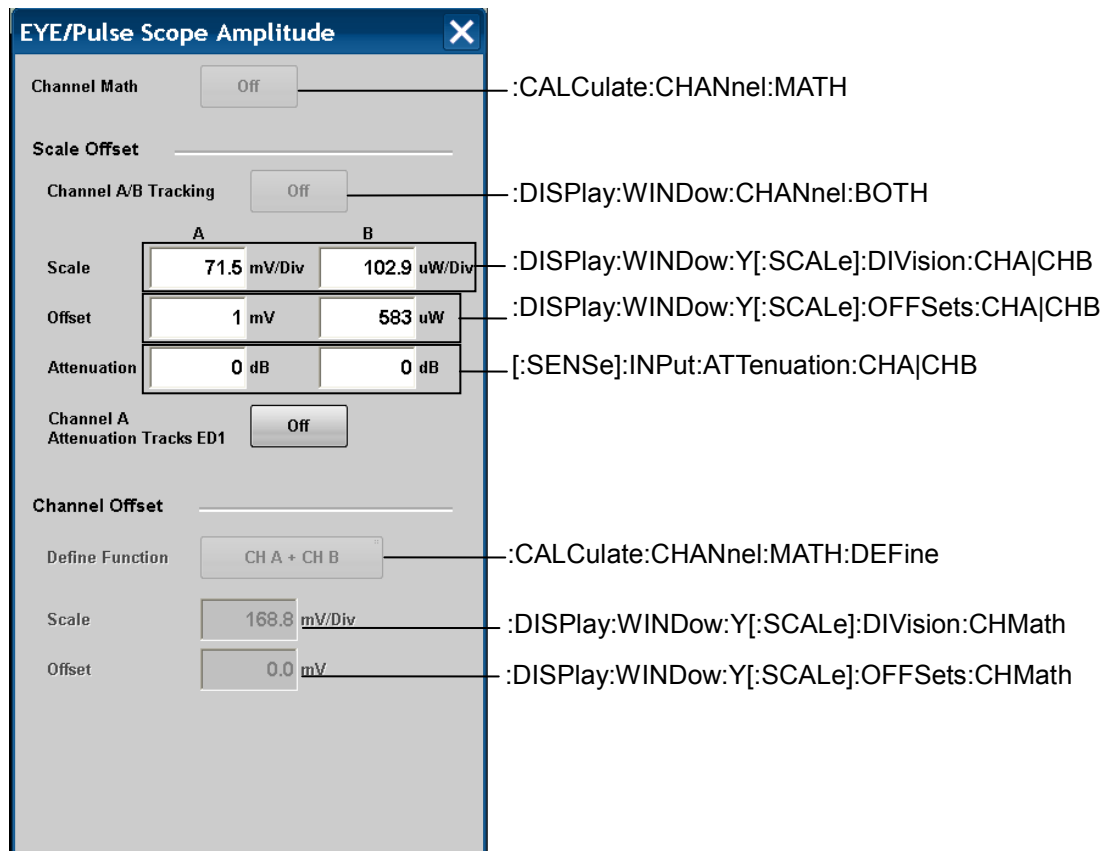 EYE/Pulse Scope Amplitude
Channel Math Off :CALCulate:CHANnel:MATH
Scale Offset
Channel A/B Tracking Off :DISPlay:WINDow:CHANnel:BOTH
A B
Scale 71.5 mV/Div 102.9 uW/Div :DISPlay:WINDow:Y[:SCALe]:DIVision:CHA|CHB
Offset 1 mV 583 uW :DISPlay:WINDow:Y[:SCALe]:OFFSets:CHA|CHB
Attenuation 0 dB 0 dB [:SENSe]:INPut:ATTenuation:CHA|CHB
Channel A
Attenuation Tracks ED1 Off
Channel Offset
Define Function CH A + CH B :CALCulate:CHANnel:MATH:DEFine
Scale 168.8 mV/Div :DISPlay:WINDow:Y[:SCALe]:DIVision:CHMath
Offset 0.0 mV :DISPlay:WINDow:Y[:SCALe]:OFFSets:CHMath